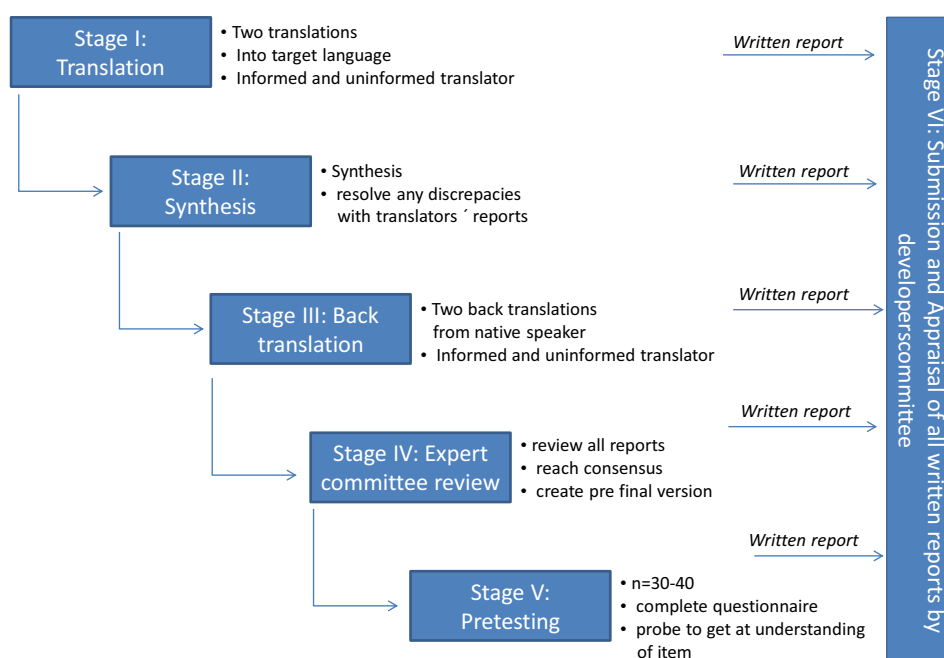 Stage I:
Translation
• Two translations
• Into target language
• Informed and uninformed translator
Written report
Stage II:
Synthesis
• Synthesis
• resolve any discrepacies
with translators ´ reports
Written report
Stage III: Back
translation
• Two back translations
from native speaker
• Informed and uninformed translator
Written report
Stage IV: Expert
committee review
• review all reports
• reach consensus
• create pre final version
Written report
Stage V:
Pretesting
• n=30-40
• complete questionnaire
• probe to get at understanding
of item
Written report
Stage VI: Submission and Appraisal of all written reports by
developerscommittee